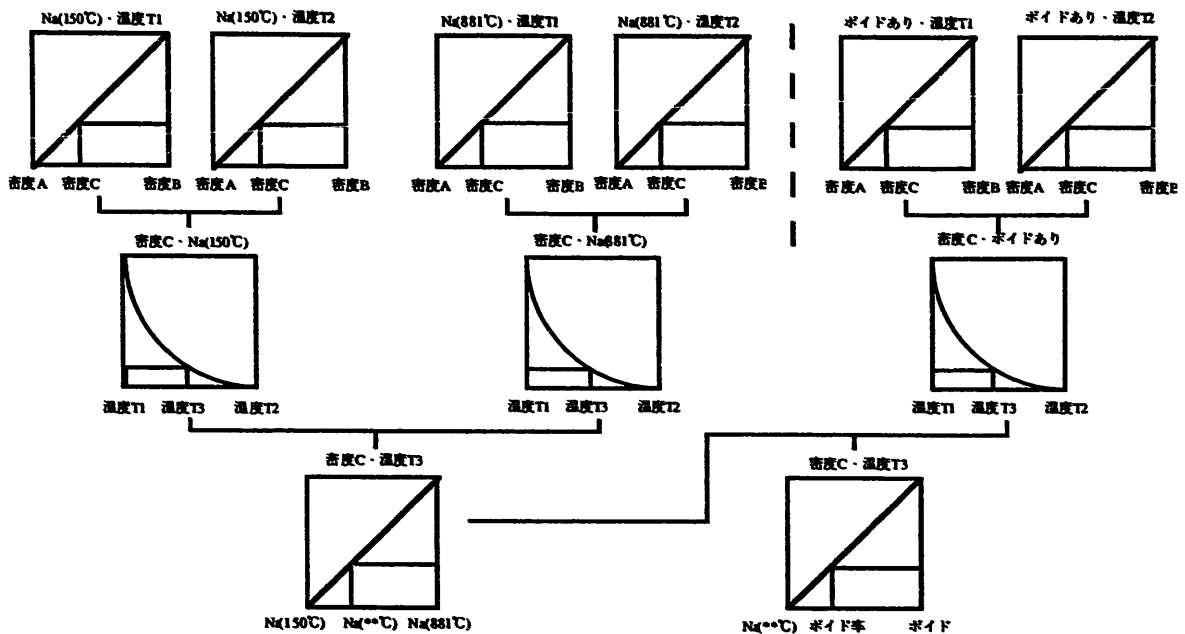 Na(150℃)・温度T1
Na(150℃)・温度T2
Na(881℃)・温度T1
Na(881℃)・温度T2
ボイドあり・温度T1
ボイドあり・温度T2
密度A 密度C 密度B
密度A 密度C 密度B
密度A 密度C 密度B
密度A 密度C 密度B
密度A 密度C 密度B
密度A 密度C 密度B
密度C・Na(150℃)
密度C・Na(881℃)
密度C・ボイドあり
温度T1 温度T3 温度T2
温度T1 温度T3 温度T2
温度T1 温度T3 温度T2
密度C・温度T3
密度C・温度T3
Na(150℃) Na(**℃) Na(881℃)
Na(**℃) ボイド率 ボイド